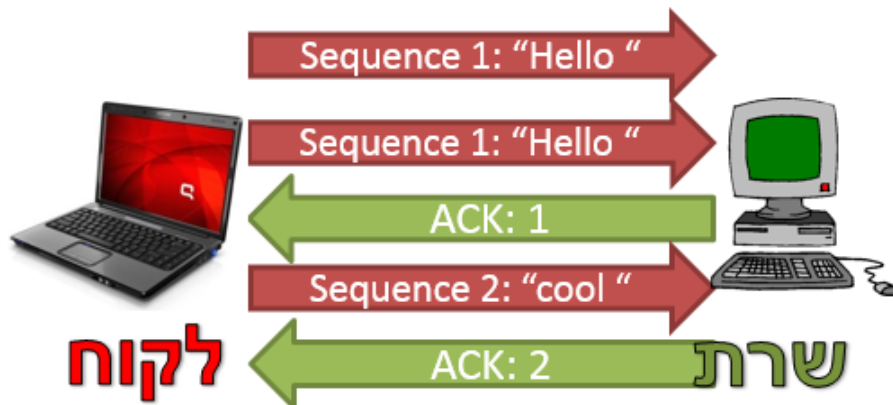 Sequence 1: “Hello “
Sequence 1: “Hello “
ACK: 1
Sequence 2: “cool “
ACK: 2
לקוח
שרת